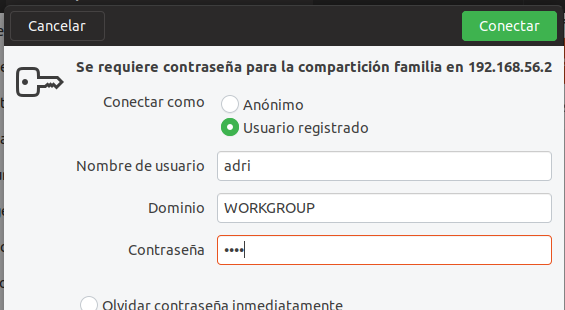 Cancelar
Conectar
Se requiere contraseña para la compartición familia en 192.168.56.2
Conectar como
Anónimo
Usuario registrado
Nombre de usuario
adri
Dominio
WORKGROUP
Contraseña
••••
Olvidar contraseña inmediatamente